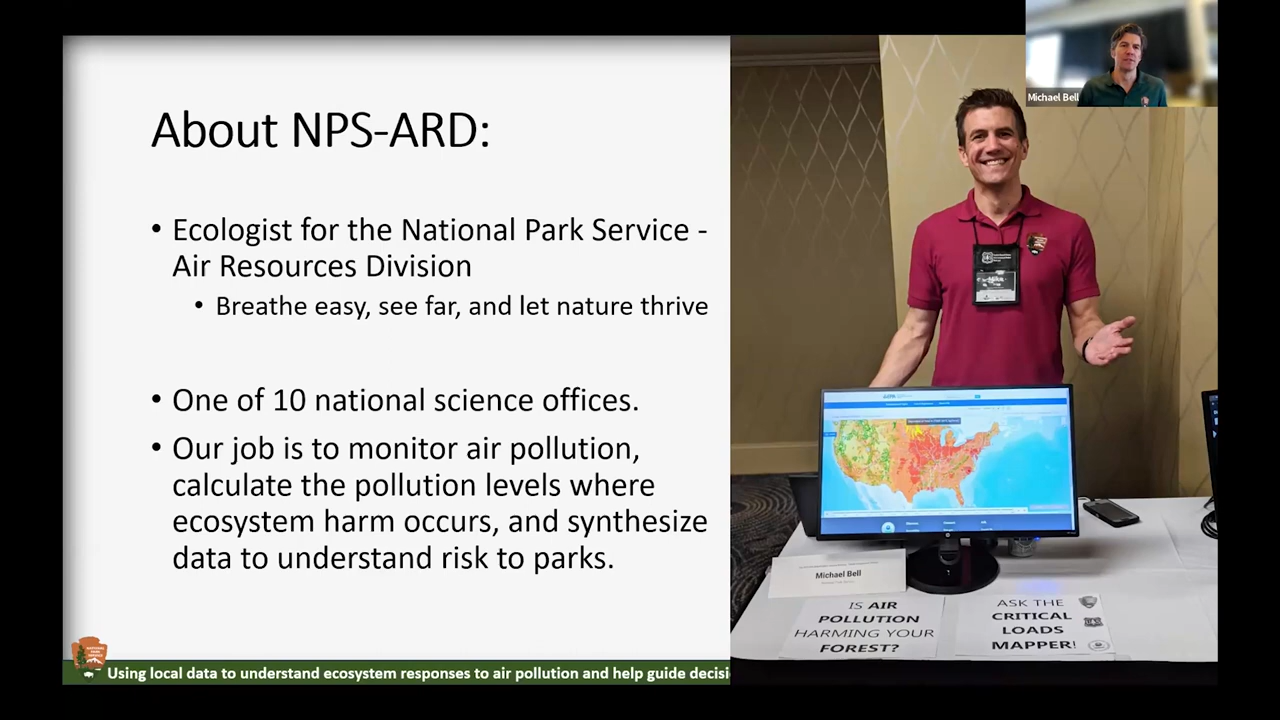 Michael Bell
About NPS-ARD:
• Ecologist for the National Park Service -
Air Resources Division
• Breathe easy, see far, and let nature thrive
• One of 10 national science offices.
• Our job is to monitor air pollution,
calculate the pollution levels where
ecosystem harm occurs, and synthesize
data to understand risk to parks.
EPA
Michael Bell
IS AIR
POLLUTION
HARMING YOUR
FOREST?
ASK THE
CRITICAL
LOADS
MAPPER!
NATIONAL
PARK
SERVICE
Using local data to understand ecosystem responses to air pollution and help guide decisi